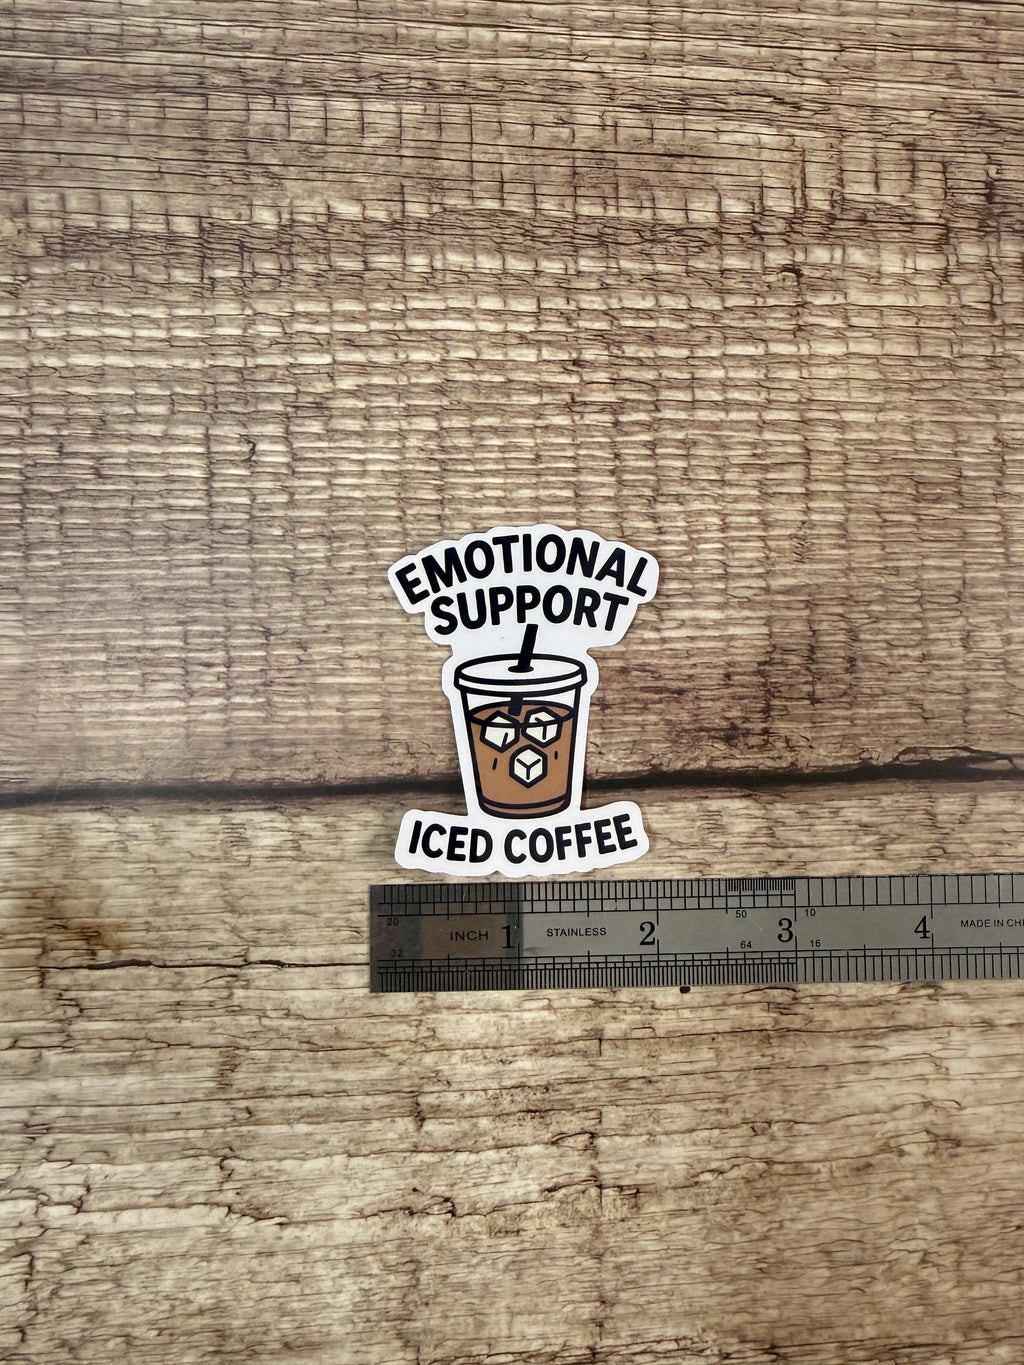 EMOTIONAL
SUPPORT
ICED COFFEE
20 50 10
INCH 1 STAINLESS 2 3 4 MADE IN CHI
32 64 16